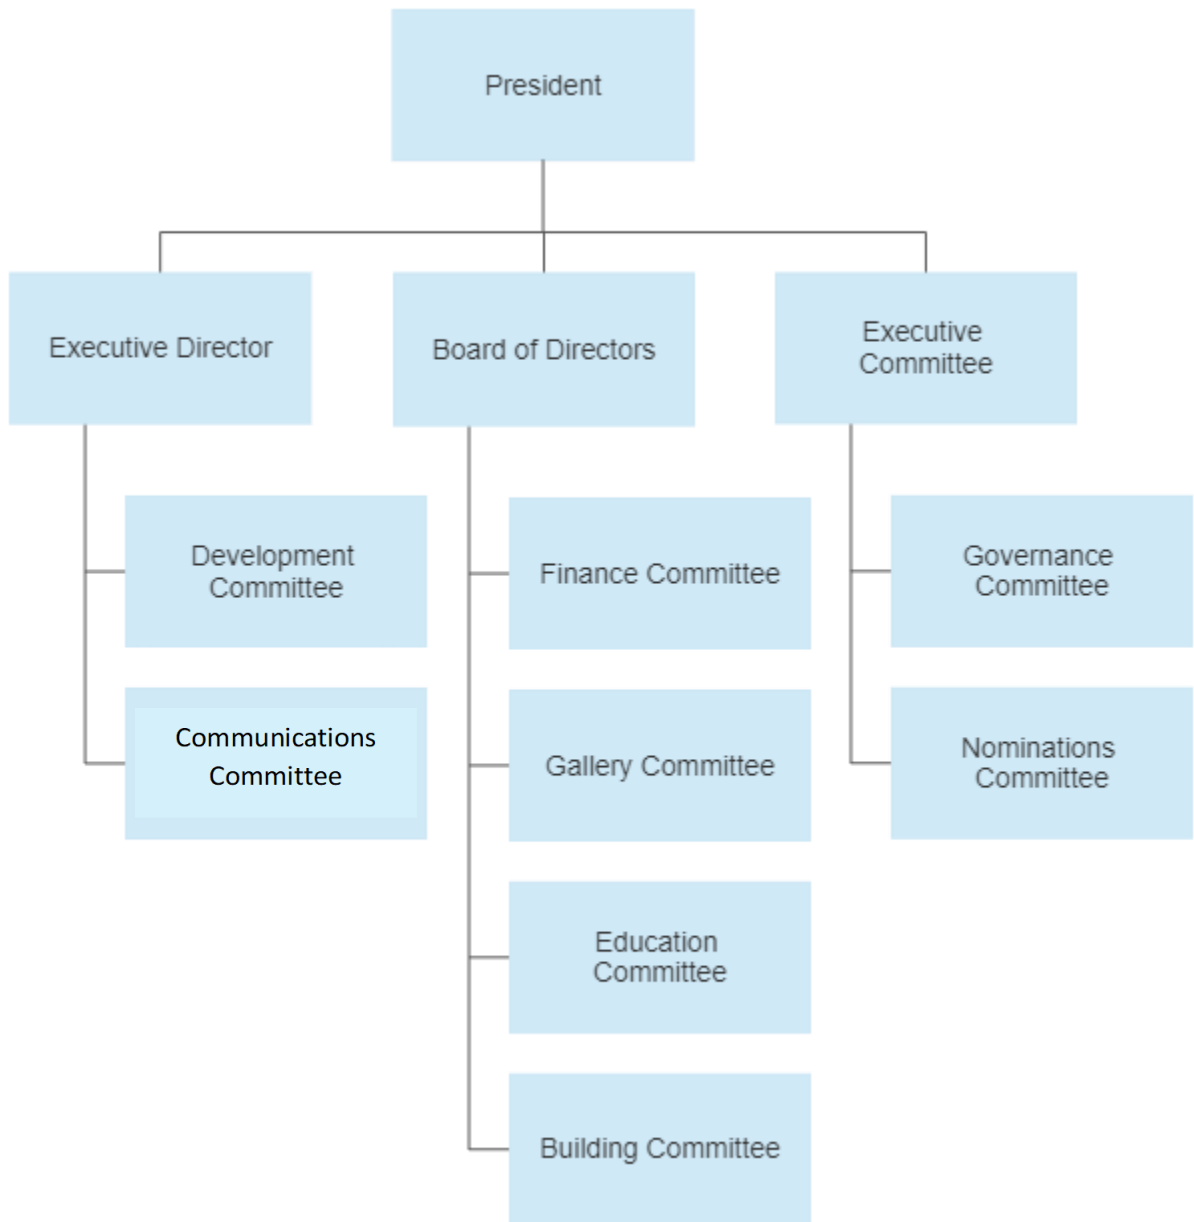 President
Executive Director
Board of Directors
Executive
Committee
Development
Committee
Communications
Committee
Finance Committee
Gallery Committee
Education
Committee
Building Committee
Governance
Committee
Nominations
Committee